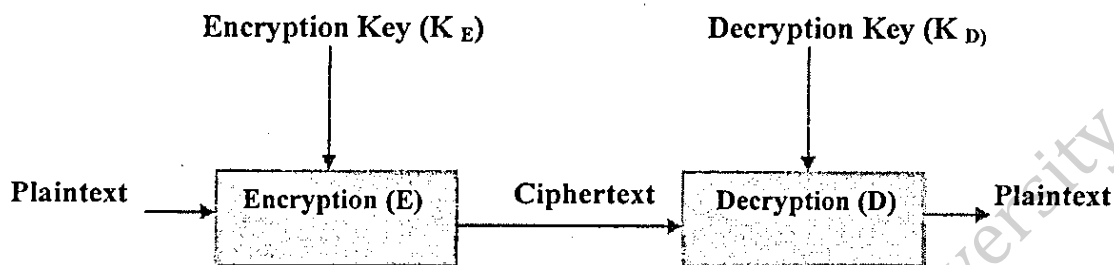 Encryption Key (K E)
Decryption Key (K D)
Plaintext
Encryption (E)
Ciphertext
Decryption (D)
Plaintext